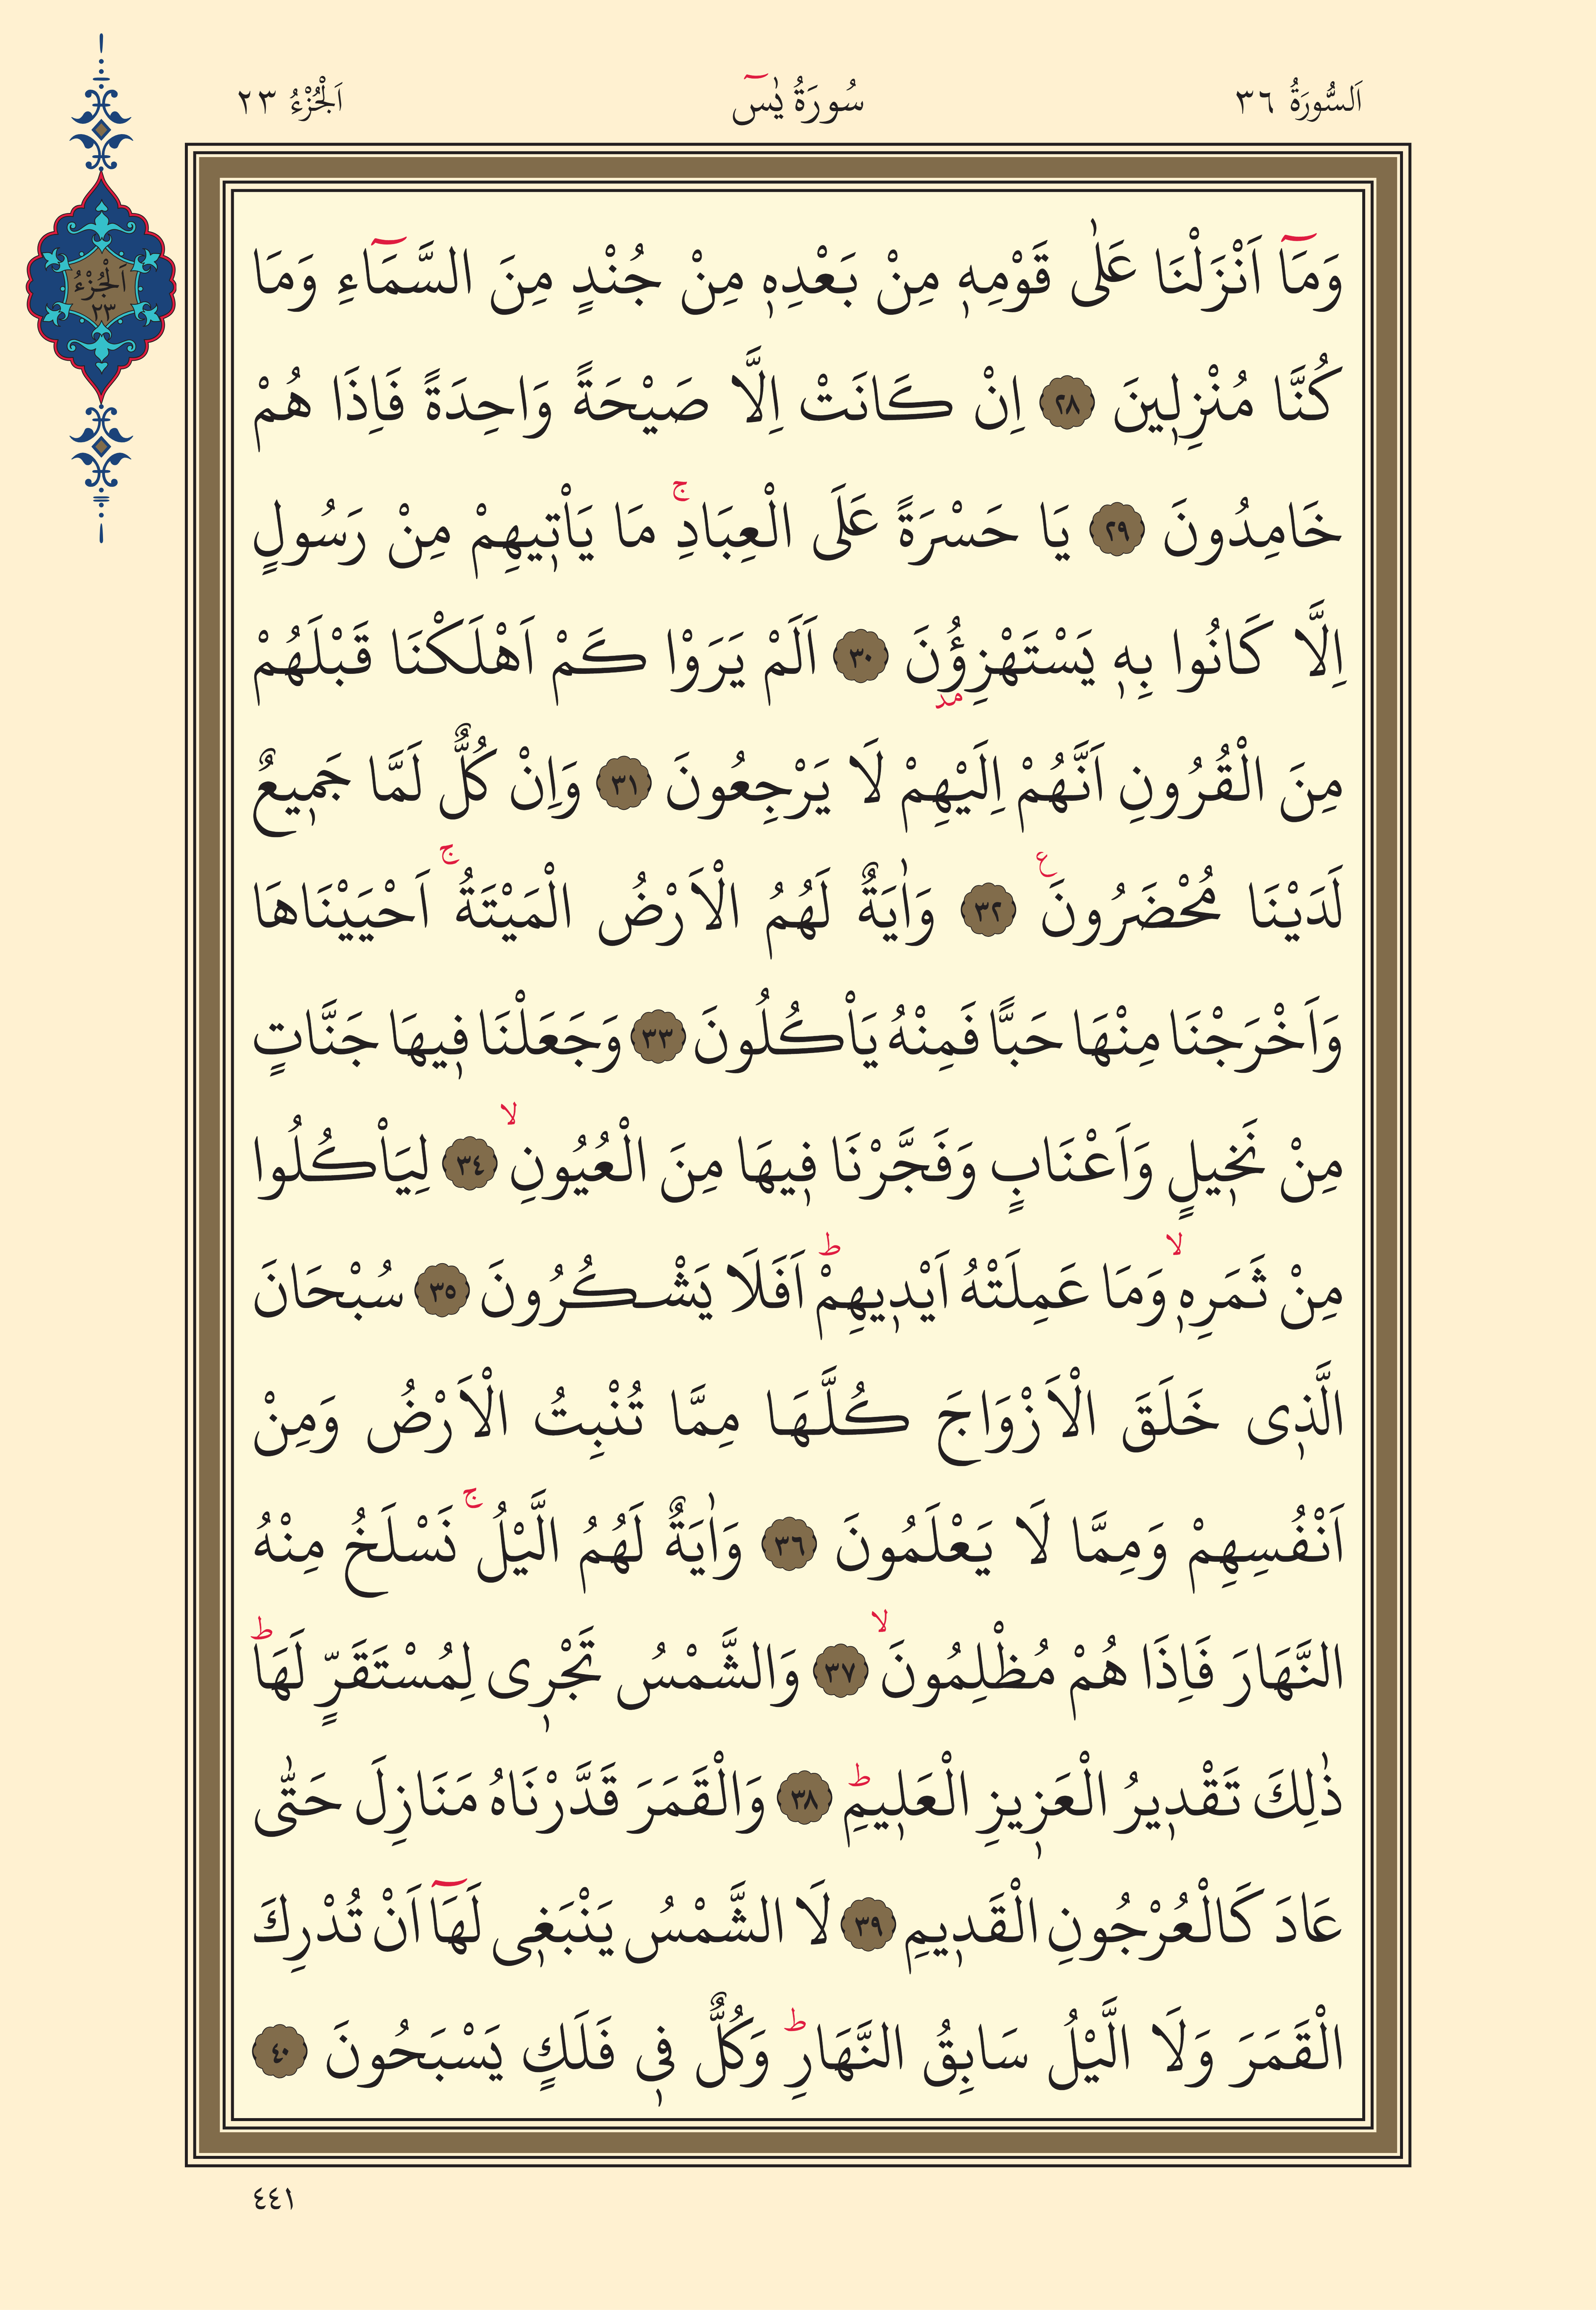 اَلسُّورَةُ ٣٦ سُورَةُ يٰسٓ اَلْجُزْءُ ٢٣
اَلْجُزْءُ
٢٣
وَمَٓا اَنْزَلْنَا عَلٰى قَوْمِهٖ مِنْ بَعْدِهٖ مِنْ جُنْدٍ مِنَ السَّمَٓاءِ وَمَا
كُنَّا مُنْزِلٖينَ ٢٨ اِنْ كَانَتْ اِلَّا صَيْحَةً وَاحِدَةً فَاِذَا هُمْ
خَامِدُونَ ٢٩ يَا حَسْرَةً عَلَى الْعِبَادِۚ مَا يَاْتٖيهِمْ مِنْ رَسُولٍ
اِلَّا كَانُوا بِهٖ يَسْتَهْزِؤُنَ مد ٣٠ اَلَمْ يَرَوْا كَمْ اَهْلَكْنَا قَبْلَهُمْ
مِنَ الْقُرُونِ اَنَّهُمْ اِلَيْهِمْ لَا يَرْجِعُونَ ٣١ وَاِنْ كُلٌّ لَمَّا جَمٖيعٌ
لَدَيْنَا مُحْضَرُونَ ع ٣٢ وَاٰيَةٌ لَهُمُ الْاَرْضُ الْمَيْتَةُۚ اَحْيَيْنَاهَا
وَاَخْرَجْنَا مِنْهَا حَبًّا فَمِنْهُ يَاْكُلُونَ ٣٣ وَجَعَلْنَا فٖيهَا جَنَّاتٍ
مِنْ نَخٖيلٍ وَاَعْنَابٍ وَفَجَّرْنَا فٖيهَا مِنَ الْعُيُونِۙ ٣٤ لِيَاْكُلُوا
مِنْ ثَمَرِهٖۙ وَمَا عَمِلَتْهُ اَيْدٖيهِمْؕ اَفَلَا يَشْكُرُونَ ٣٥ سُبْحَانَ
الَّذٖى خَلَقَ الْاَزْوَاجَ كُلَّهَا مِمَّا تُنْبِتُ الْاَرْضُ وَمِنْ
اَنْفُسِهِمْ وَمِمَّا لَا يَعْلَمُونَ ٣٦ وَاٰيَةٌ لَهُمُ الَّيْلُۚ نَسْلَخُ مِنْهُ
النَّهَارَ فَاِذَا هُمْ مُظْلِمُونَۙ ٣٧ وَالشَّمْسُ تَجْرٖى لِمُسْتَقَرٍّ لَهَاؕ
ذٰلِكَ تَقْدٖيرُ الْعَزٖيزِ الْعَلٖيمِؕ ٣٨ وَالْقَمَرَ قَدَّرْنَاهُ مَنَازِلَ حَتّٰى
عَادَ كَالْعُرْجُونِ الْقَدٖيمِ ٣٩ لَا الشَّمْسُ يَنْبَغٖى لَهَٓا اَنْ تُدْرِكَ
الْقَمَرَ وَلَا الَّيْلُ سَابِقُ النَّهَارِؕ وَكُلٌّ فٖى فَلَكٍ يَسْبَحُونَ ٤٠
٤٤١